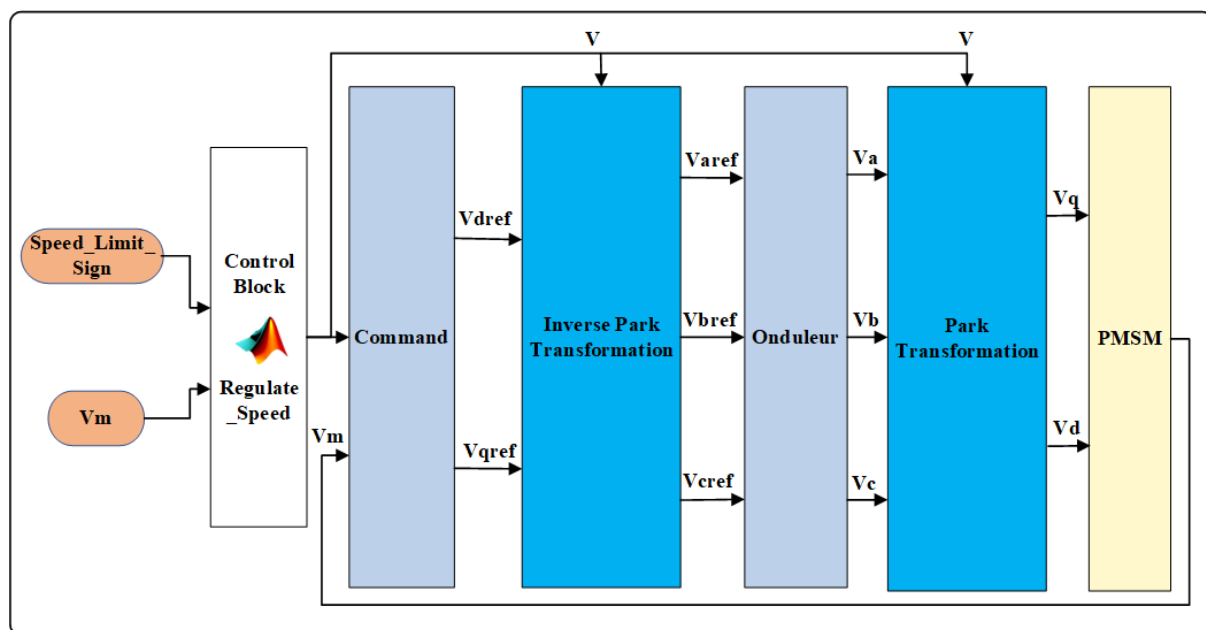 V
V
Speed_Limit_
Sign
Vm
Control
Block
Regulate
_Speed
Vm
Command
Vdref
Vqref
Inverse Park
Transformation
Varef
Vbref
Vcref
Onduleur
Va
Vb
Vc
Park
Transformation
Vq
Vd
PMSM